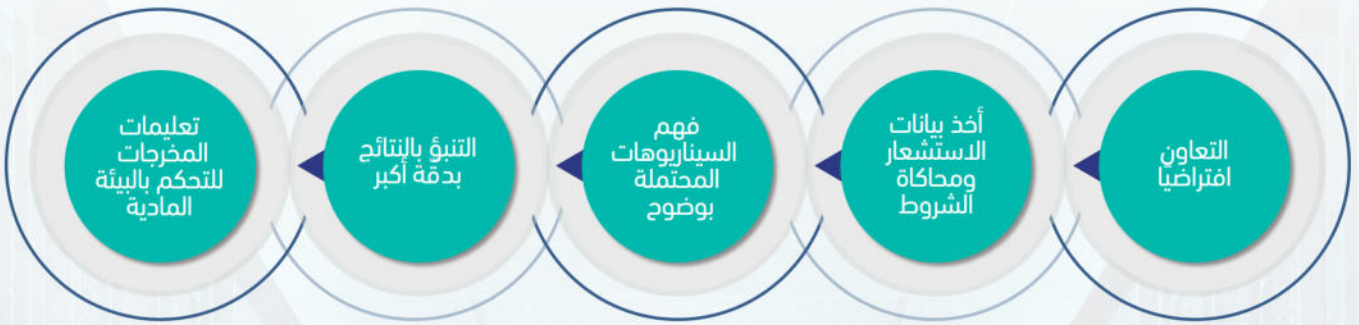 التعاون
افتراضيًا
أخذ بيانات
الاستشعار
ومحاكاة
الشروط
فهم
السيناريوهات
المحتملة
بوضوح
التنبؤ بالنتائج
بدقة أكبر
تعليمات
المخرجات
للتحكم بالبيئة
المادية